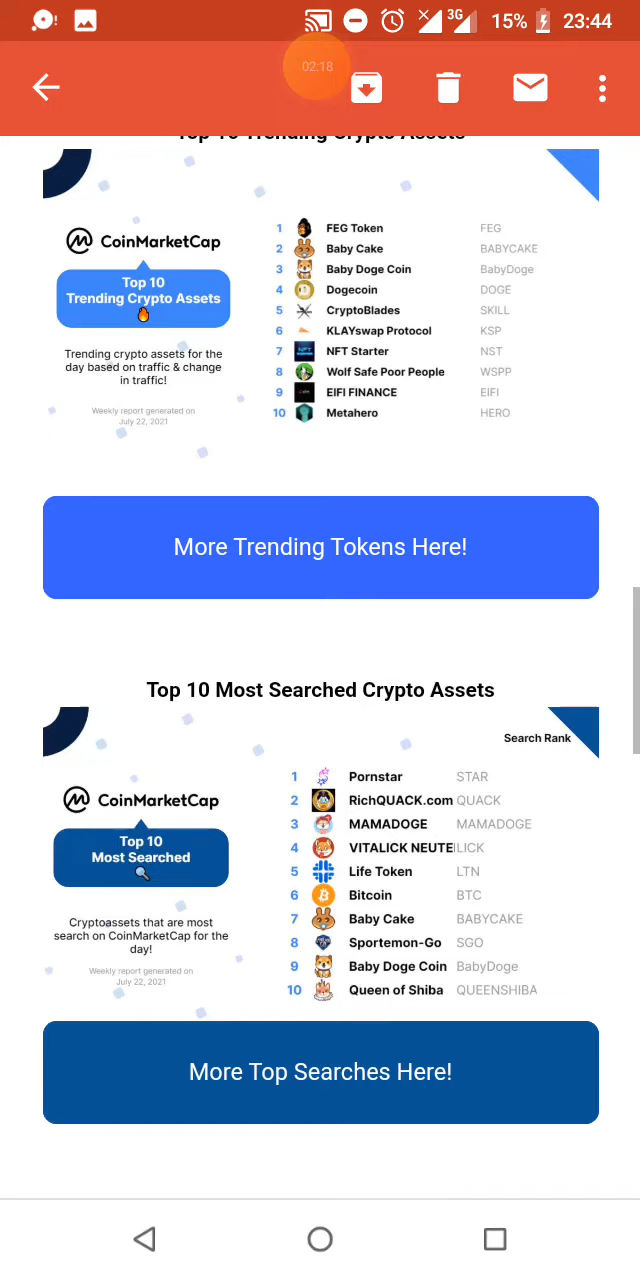 3G 15% 23:44
02:18
Top 10 Trending Crypto Assets
CoinMarketCap
Top 10
Trending Crypto Assets
Trending crypto assets for the
day based on traffic & change
in traffic!
Weekly report generated on
July 22, 2021
1 FEG Token FEG
2 Baby Cake BABYCAKE
3 Baby Doge Coin BabyDoge
4 Dogecoin DOGE
5 CryptoBlades SKILL
6 KLAYswap Protocol KSP
7 NFT Starter NST
8 Wolf Safe Poor People WSPP
9 EIFI FINANCE EIFI
10 Metahero HERO
More Trending Tokens Here!
Top 10 Most Searched Crypto Assets
Search Rank
CoinMarketCap
Top 10
Most Searched
Cryptoassets that are most
search on CoinMarketCap for the
day!
Weekly report generated on
July 22, 2021
1 Pornstar STAR
2 RichQUACK.com QUACK
3 MAMADOGE MAMADOGE
4 VITALICK NEUTE ILICK
5 Life Token LTN
6 Bitcoin BTC
7 Baby Cake BABYCAKE
8 Sportemon-Go SGO
9 Baby Doge Coin BabyDoge
10 Queen of Shiba QUEENSHIBA
More Top Searches Here!